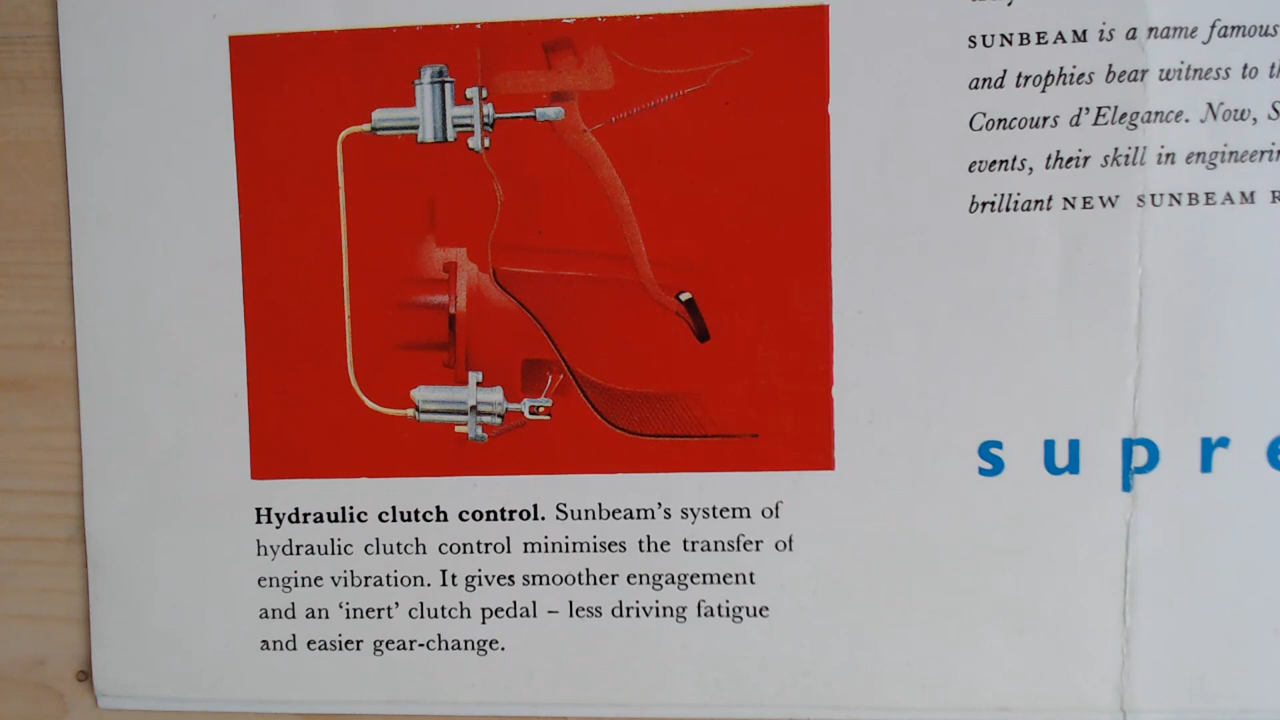 Hydraulic clutch control. Sunbeam's system of
hydraulic clutch control minimises the transfer of
engine vibration. It gives smoother engagement
and an 'inert' clutch pedal – less driving fatigue
and easier gear-change.
SUNBEAM is a name famous
and trophies bear witness to
Concours d'Elegance. Now,
events, their skill in
brilliant NEW SUNBEAM